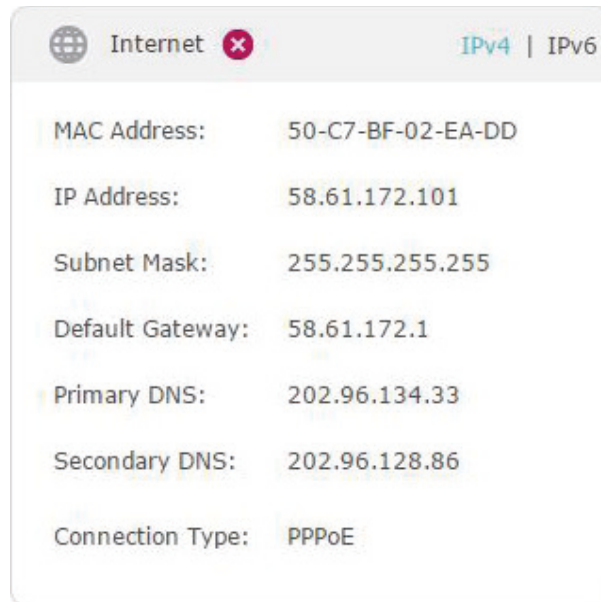 Internet IPv4 | IPv6
MAC Address: 50-C7-BF-02-EA-DD
IP Address: 58.61.172.101
Subnet Mask: 255.255.255.255
Default Gateway: 58.61.172.1
Primary DNS: 202.96.134.33
Secondary DNS: 202.96.128.86
Connection Type: PPPoE